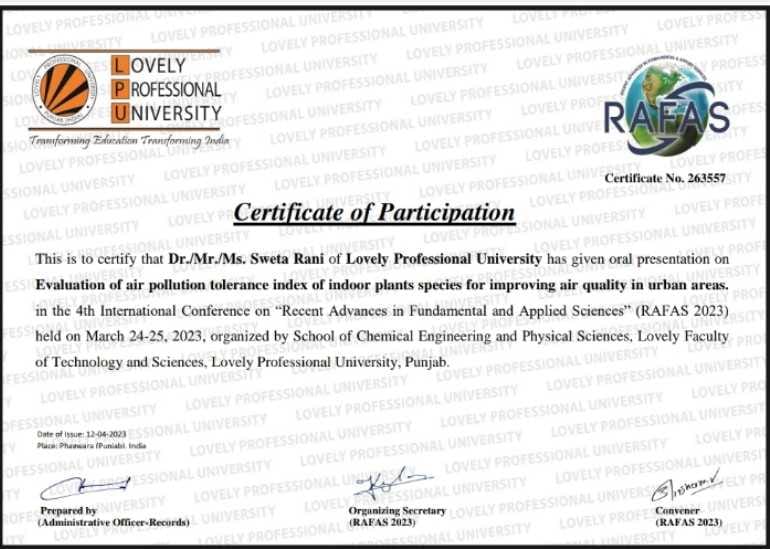 LOVELY
PROFESSIONAL
UNIVERSITY
Transforming Education Transforming India
RAFAS
Certificate No. 263557
Certificate of Participation
This is to certify that Dr./Mr./Ms. Sweta Rani of Lovely Professional University has given oral presentation on
Evaluation of air pollution tolerance index of indoor plants species for improving air quality in urban areas.
in the 4th International Conference on “Recent Advances in Fundamental and Applied Sciences” (RAFAS 2023)
held on March 24-25, 2023, organized by School of Chemical Engineering and Physical Sciences, Lovely Faculty
of Technology and Sciences, Lovely Professional University, Punjab.
Date of Issue: 12-04-2023
Place: Phagwara (Punjab), India
Prepared by
(Administrative Officer-Records)
Organizing Secretary
(RAFAS 2023)
Convener
(RAFAS 2023)
LOVELY PROFESSIONAL UNIVERSITY